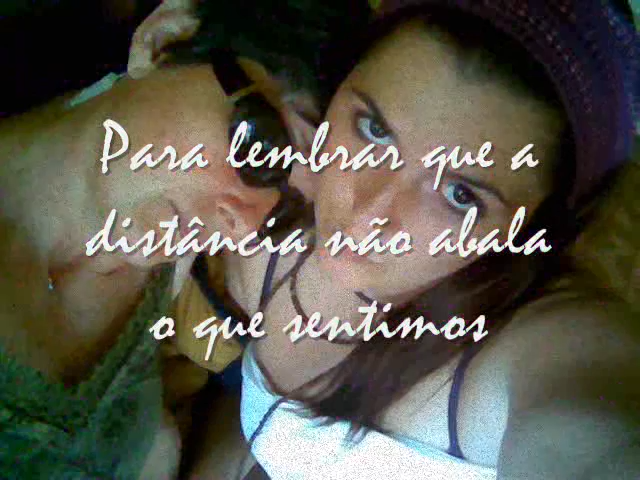 Para lembrar que a
distância não abala
o que sentimos